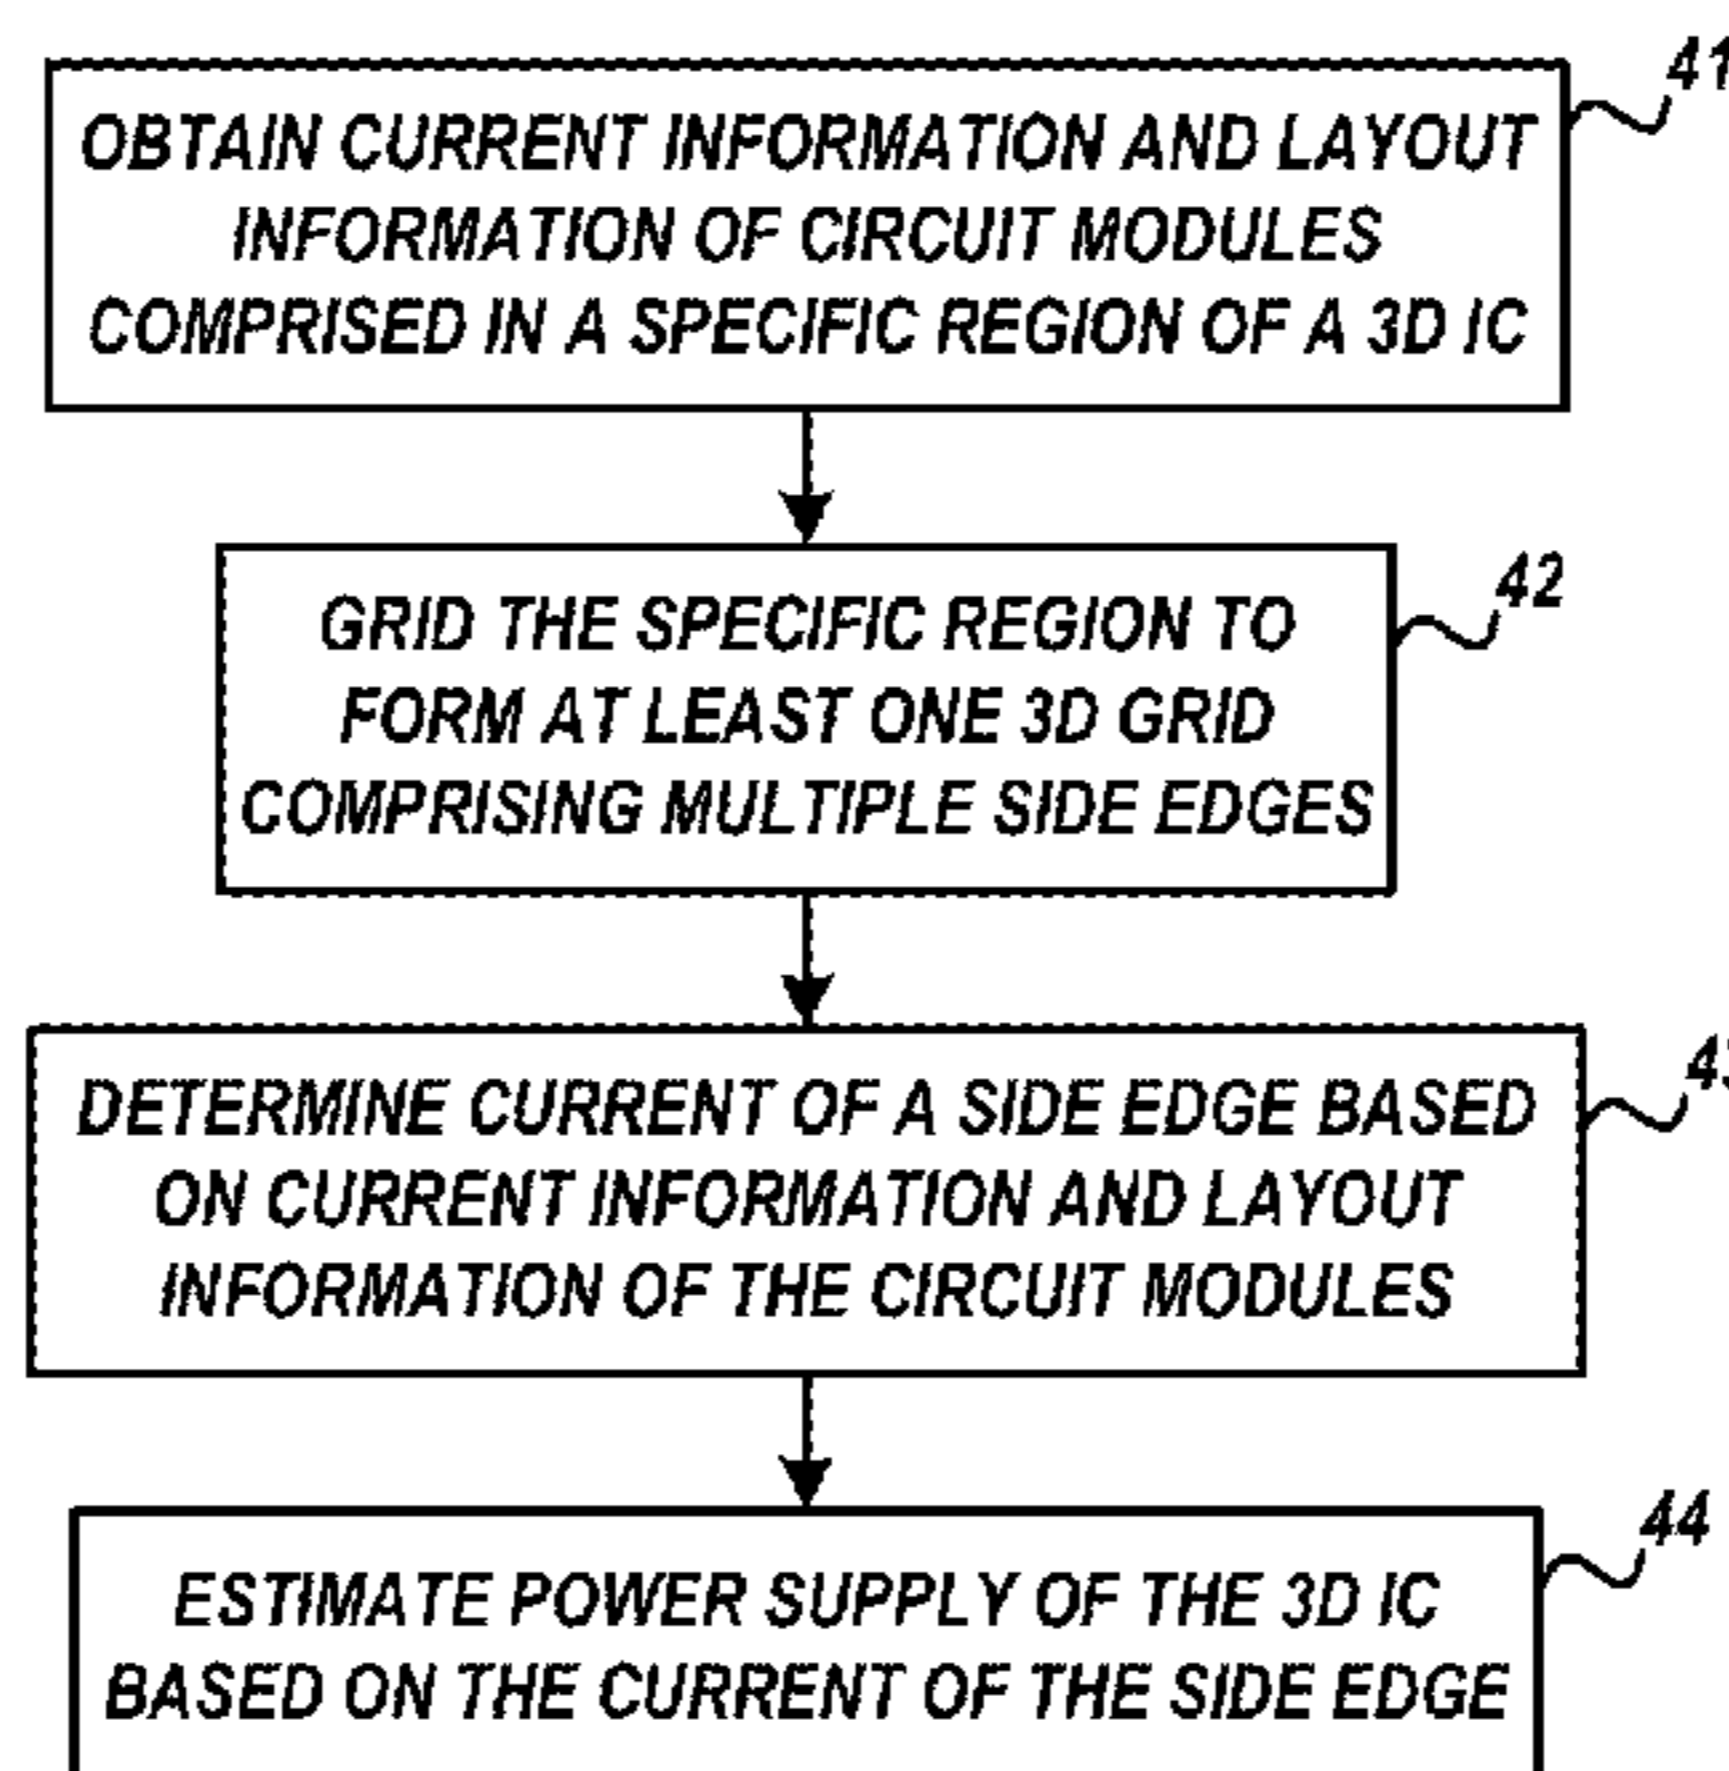 41
OBTAIN CURRENT INFORMATION AND LAYOUT
INFORMATION OF CIRCUIT MODULES
COMPRISED IN A SPECIFIC REGION OF A 3D IC
42
GRID THE SPECIFIC REGION TO
FORM AT LEAST ONE 3D GRID
COMPRISING MULTIPLE SIDE EDGES
DETERMINE CURRENT OF A SIDE EDGE BASED
ON CURRENT INFORMATION AND LAYOUT
INFORMATION OF THE CIRCUIT MODULES
44
ESTIMATE POWER SUPPLY OF THE 3D IC
BASED ON THE CURRENT OF THE SIDE EDGE